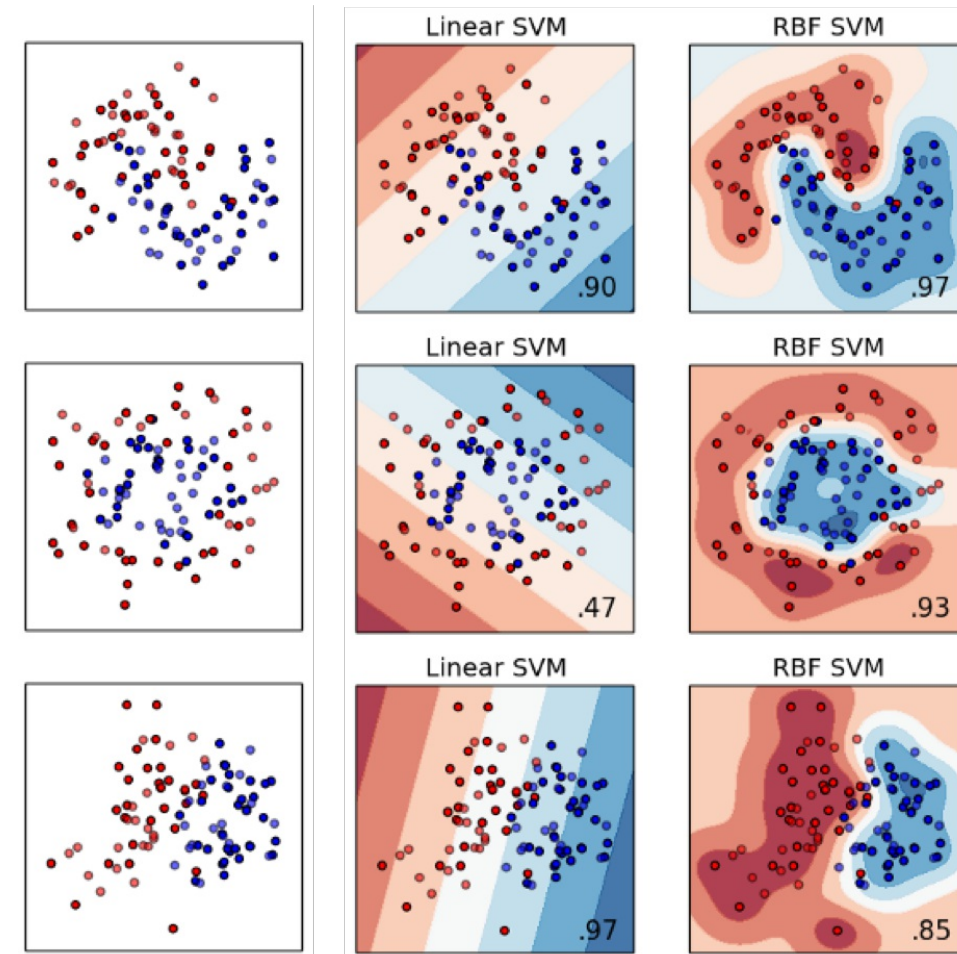 Linear SVM
RBF SVM
.90
.97
Linear SVM
RBF SVM
.47
.93
Linear SVM
RBF SVM
.97
.85